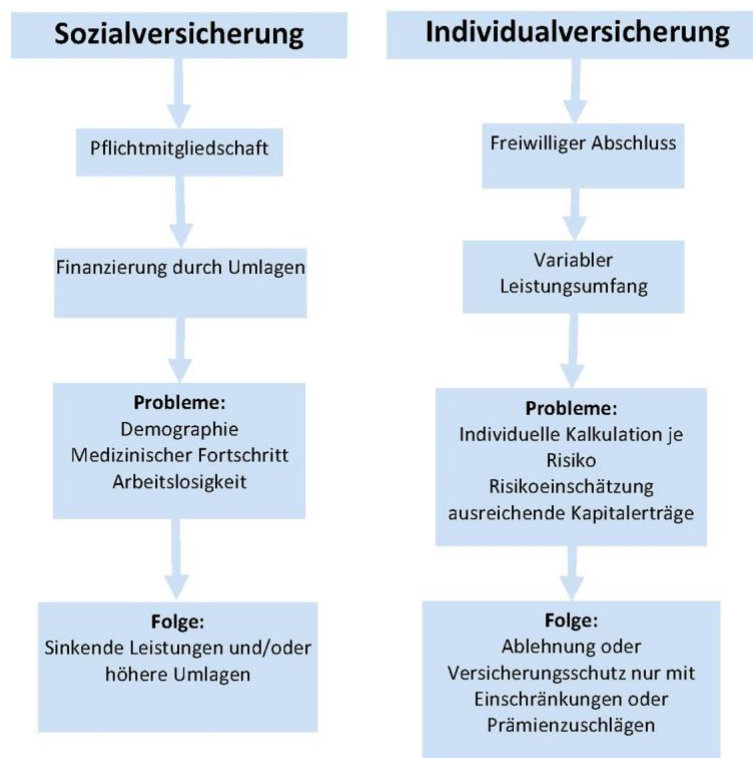 Sozialversicherung
Pflichtmitgliedschaft
Finanzierung durch Umlagen
Probleme:
Demographie
Medizinischer Fortschritt
Arbeitslosigkeit
Folge:
Sinkende Leistungen und/oder
höhere Umlagen
Individualversicherung
Freiwilliger Abschluss
Variabler
Leistungsumfang
Probleme:
Individuelle Kalkulation je
Risiko
Risikoeinschätzung
ausreichende Kapitalerträge
Folge:
Ablehnung oder
Versicherungsschutz nur mit
Einschränkungen oder
Prämienzuschlägen